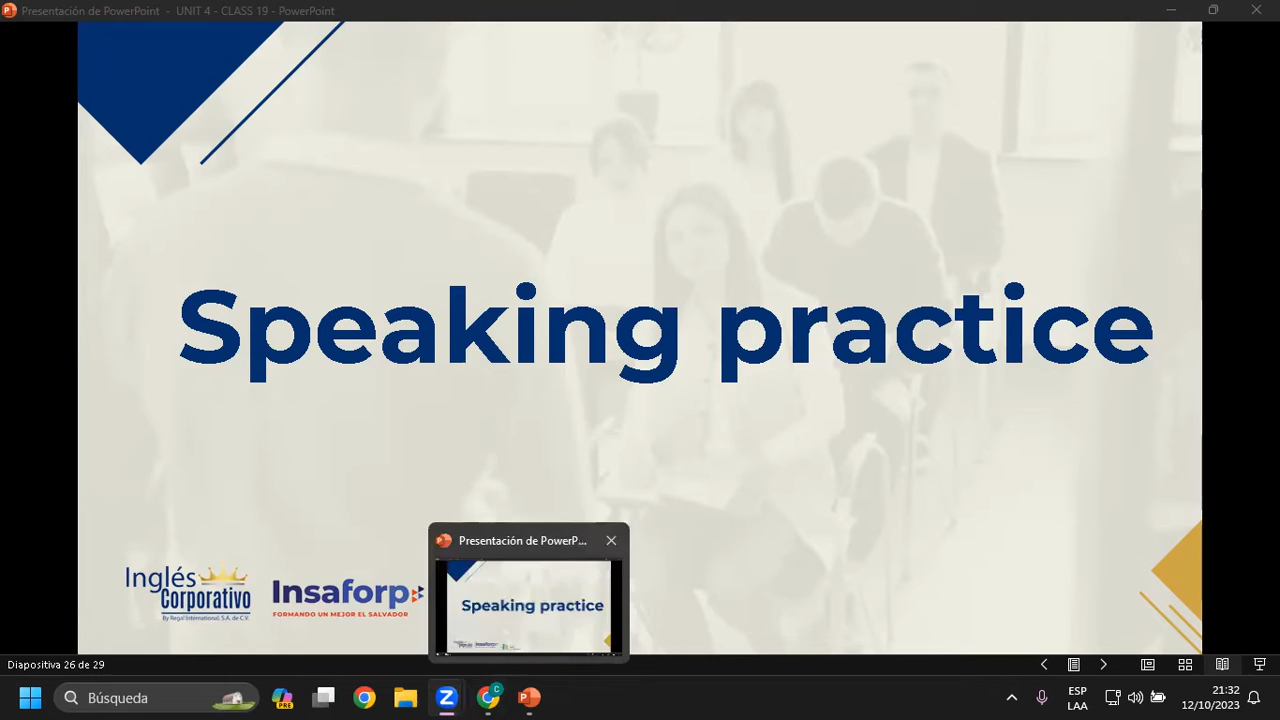 Presentación de PowerPoint - UNIT 4 - CLASS 19 - PowerPoint
Speaking practice
Inglés
Corporativo
By Regal International, S.A. de C.V.
Insaforp
FORMANDO UN MEJOR EL SALVADOR
Presentación de PowerP...
Speaking practice
Diapositiva 26 de 29
Búsqueda
PRE
C
ESP
LAA
21:32
12/10/2023